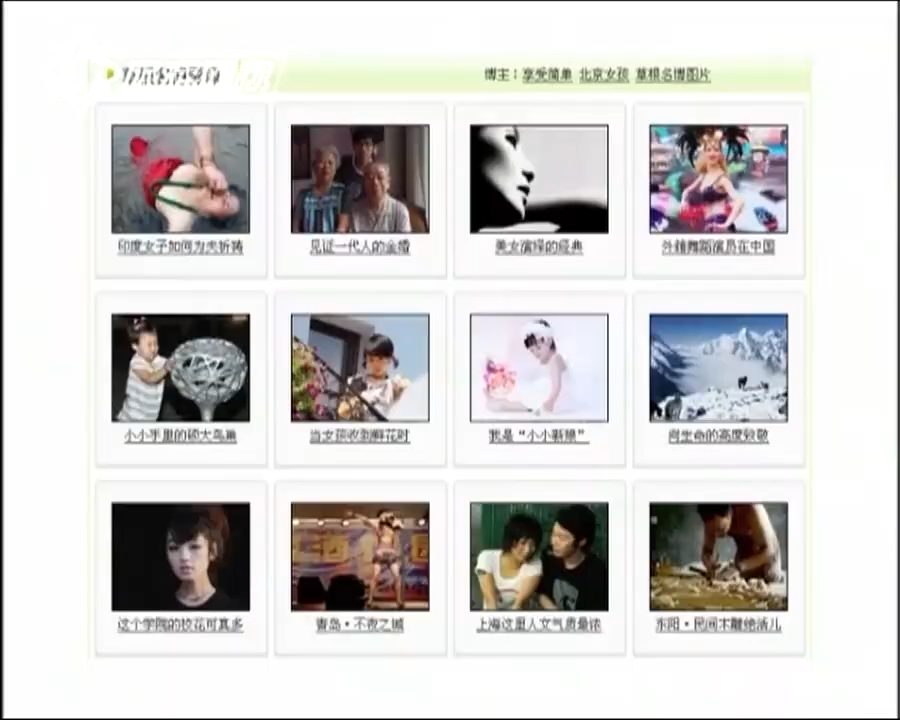 博主：享受简单 北京女孩 草根名博图片
印度女子如何为夫祈祷
见证一代人的金婚
美女演绎的经典
外籍舞蹈演员在中国
小小手里的硕大鸟巢
当女孩收到鲜花时
我是“小小新娘”
向生命的高度致敬
这个学院的校花可真多
青岛·不夜之城
上海这里人文气质最浓
东阳·民间木雕绝活儿